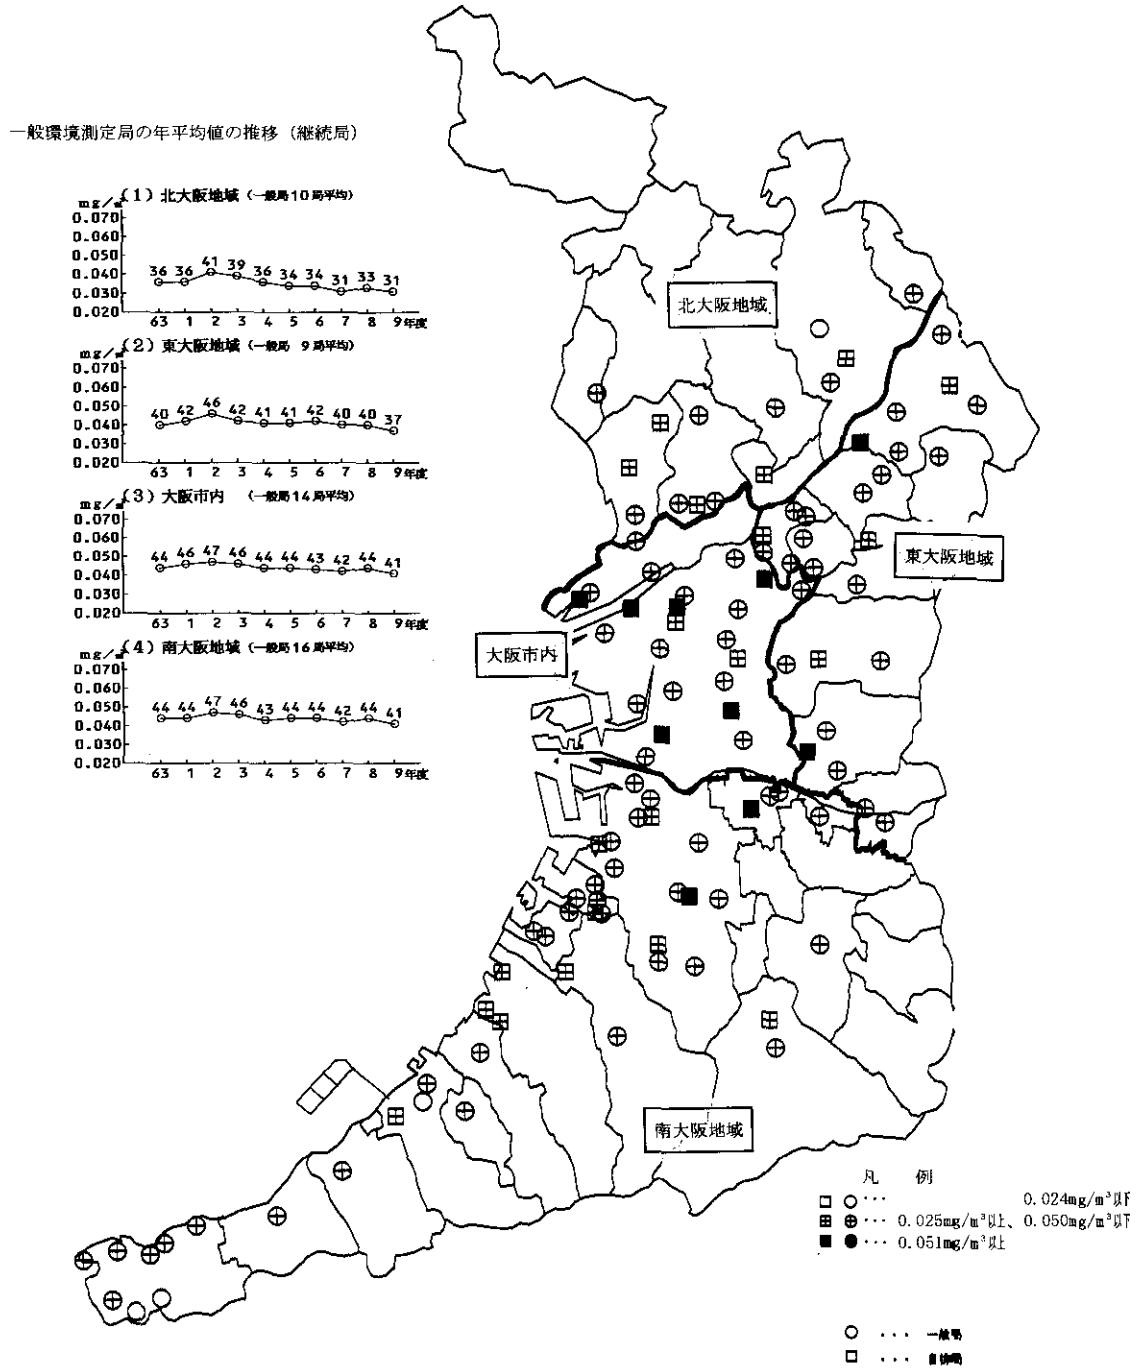 一般環境測定局の年平均値の推移 (継続局)
(1) 北大阪地域 (一般局10局平均)
mg/㎥
0.070
0.060
0.050
0.040
0.030
0.020
36 36 41 39 36 34 34 31 33 31
63 1 2 3 4 5 6 7 8 9年度
(2) 東大阪地域 (一般局 9局平均)
mg/㎥
0.070
0.060
0.050
0.040
0.030
0.020
40 42 46 42 41 41 42 40 40 37
63 1 2 3 4 5 6 7 8 9年度
(3) 大阪市内 (一般局14局平均)
mg/㎥
0.070
0.060
0.050
0.040
0.030
0.020
44 46 47 46 44 44 43 42 44 41
63 1 2 3 4 5 6 7 8 9年度
(4) 南大阪地域 (一般局16局平均)
mg/㎥
0.070
0.060
0.050
0.040
0.030
0.020
44 44 47 46 43 44 44 42 44 41
63 1 2 3 4 5 6 7 8 9年度
北大阪地域
東大阪地域
大阪市内
南大阪地域
凡 例
□ ○ ・・・ 0.024mg/m³以下
⊞ ⊕ ・・・ 0.025mg/m³以上、0.050mg/m³以下
■ ● ・・・ 0.051mg/m³以上
○ ・・・ 一般局
□ ・・・ 自排局